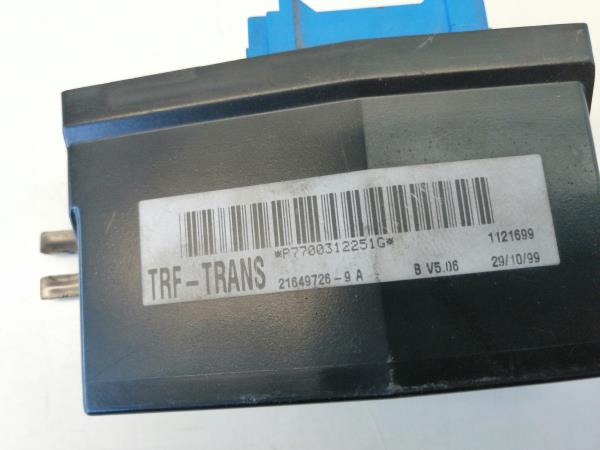 *P7700312251G*
1121699
TRF-TRANS 21649726-9 A B V5.06 29/10/99